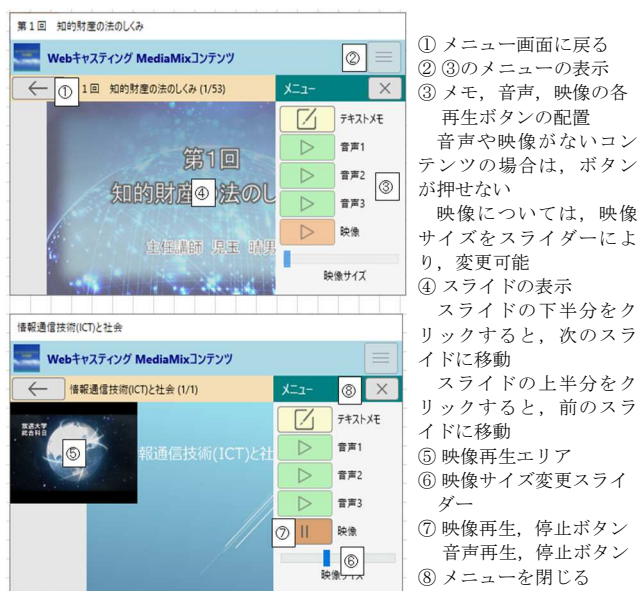 第1回 知的財産の法のしくみ
Webキャスティング MediaMixコンテンツ
②
①
1回 知的財産の法のしくみ (1/53)
メニュー
テキストメモ
音声1
音声2
音声3
③
映像
映像サイズ
第1回
知的財産の法のし
④
主任講師 児玉 晴男
情報通信技術(ICT)と社会
Webキャスティング MediaMixコンテンツ
情報通信技術(ICT)と社会 (1/1)
メニュー
⑧
テキストメモ
音声1
音声2
音声3
⑦
映像
⑥
放送大学
総合科目
⑤
報通信技術(ICT)と社
① メニュー画面に戻る
② ③のメニューの表示
③ メモ，音声，映像の各
再生ボタンの配置
音声や映像がないコン
テンツの場合は，ボタン
が押せない
映像については，映像
サイズをスライダーによ
り，変更可能
④ スライドの表示
スライドの下半分をク
リックすると，次のスラ
イドに移動
スライドの上半分をク
リックすると，前のスラ
イドに移動
⑤ 映像再生エリア
⑥ 映像サイズ変更スライ
ダー
⑦ 映像再生，停止ボタン
音声再生，停止ボタン
⑧ メニューを閉じる